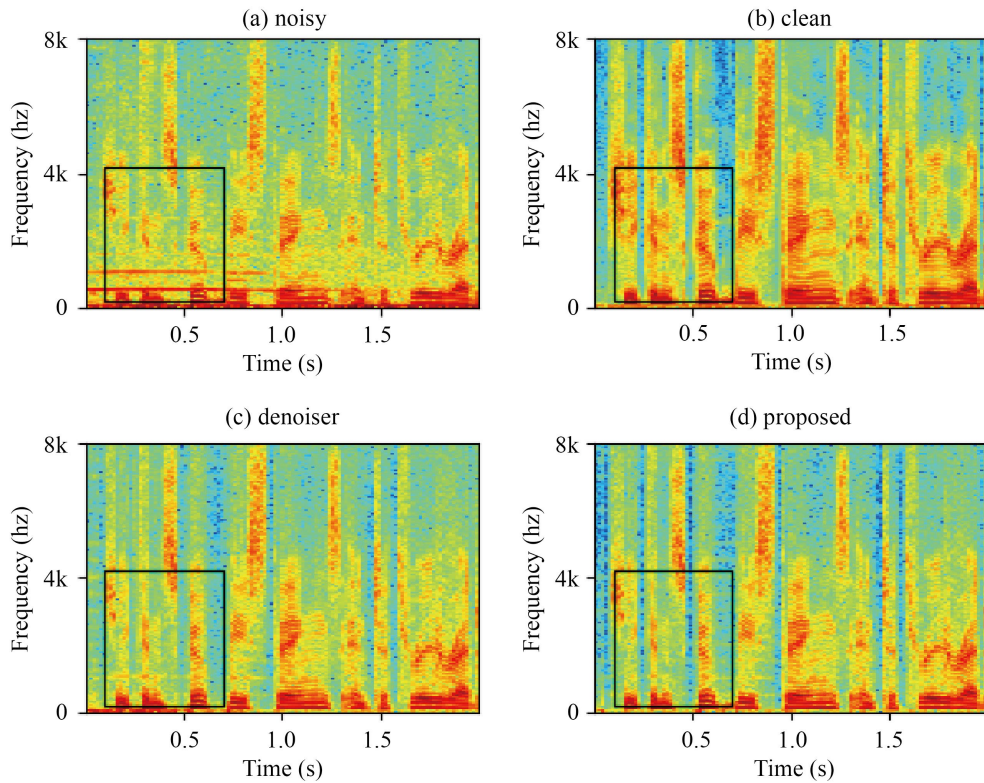 (a) noisy
(b) clean
Frequency (hz)
8k
4k
0
0.5
1.0
1.5
Time (s)
Frequency (hz)
8k
4k
0
0.5
1.0
1.5
Time (s)
(c) denoiser
(d) proposed
Frequency (hz)
8k
4k
0
0.5
1.0
1.5
Time (s)
Frequency (hz)
8k
4k
0
0.5
1.0
1.5
Time (s)